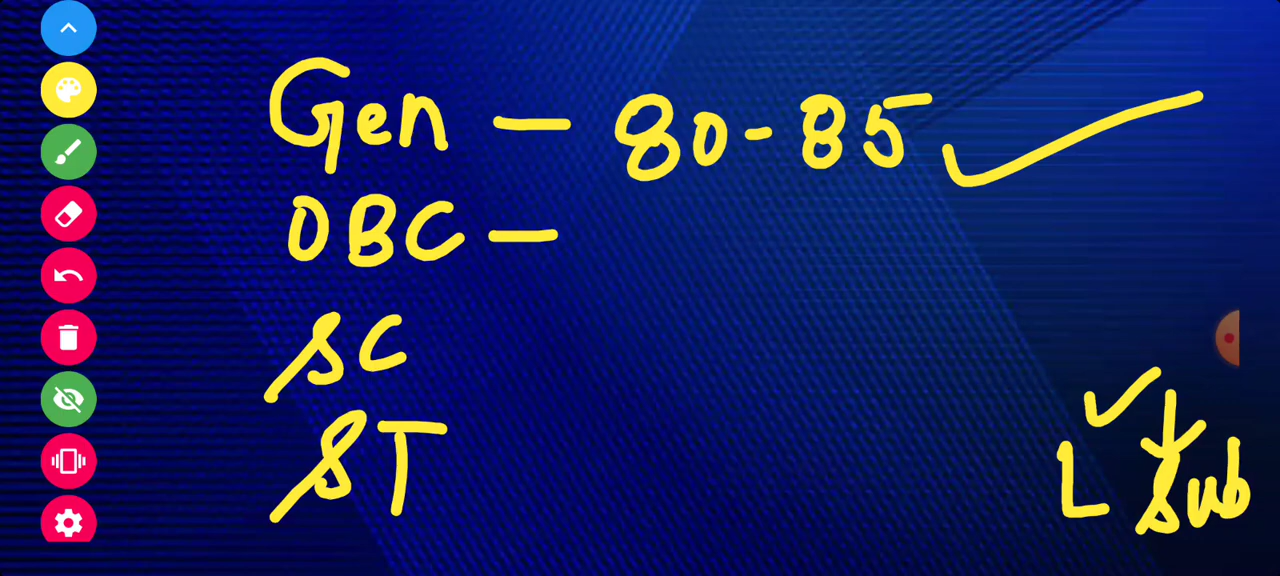 Gen - 80-85
OBC -
SC
ST
L Sub